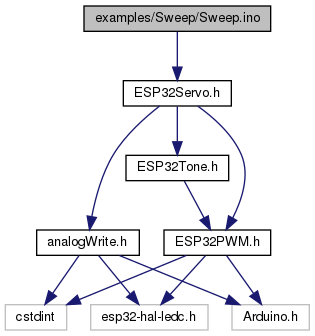 examples/Sweep/Sweep.ino
ESP32Servo.h
ESP32Tone.h
analogWrite.h
ESP32PWM.h
cstdint
esp32-hal-ledc.h
Arduino.h